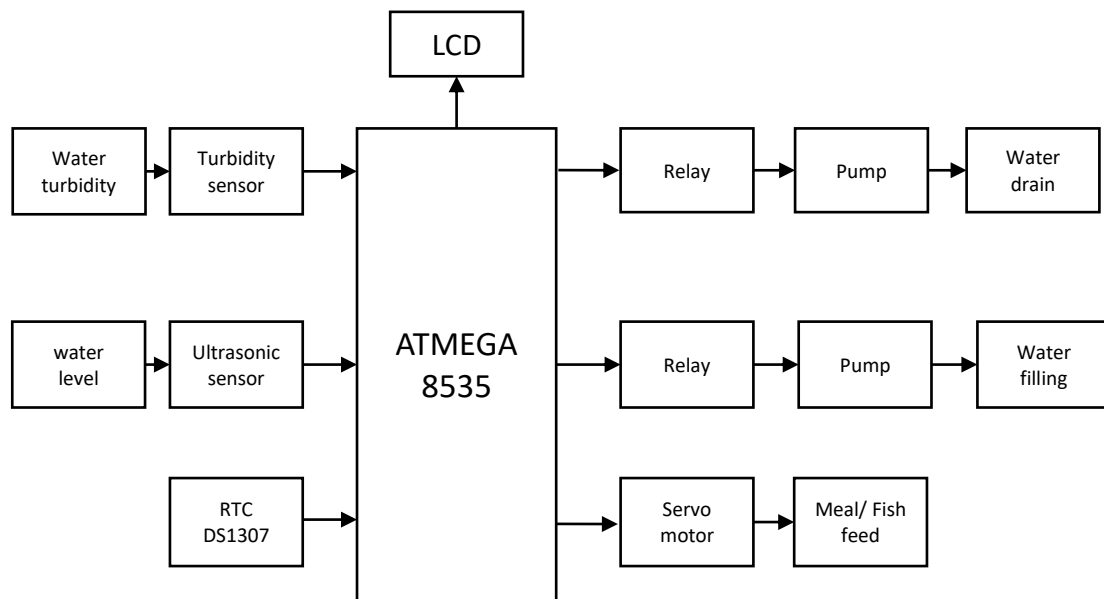 LCD
Water
turbidity
Turbidity
sensor
Relay
Pump
Water
drain
water
level
Ultrasonic
sensor
ATMEGA
8535
Relay
Pump
Water
filling
RTC
DS1307
Servo
motor
Meal/ Fish
feed